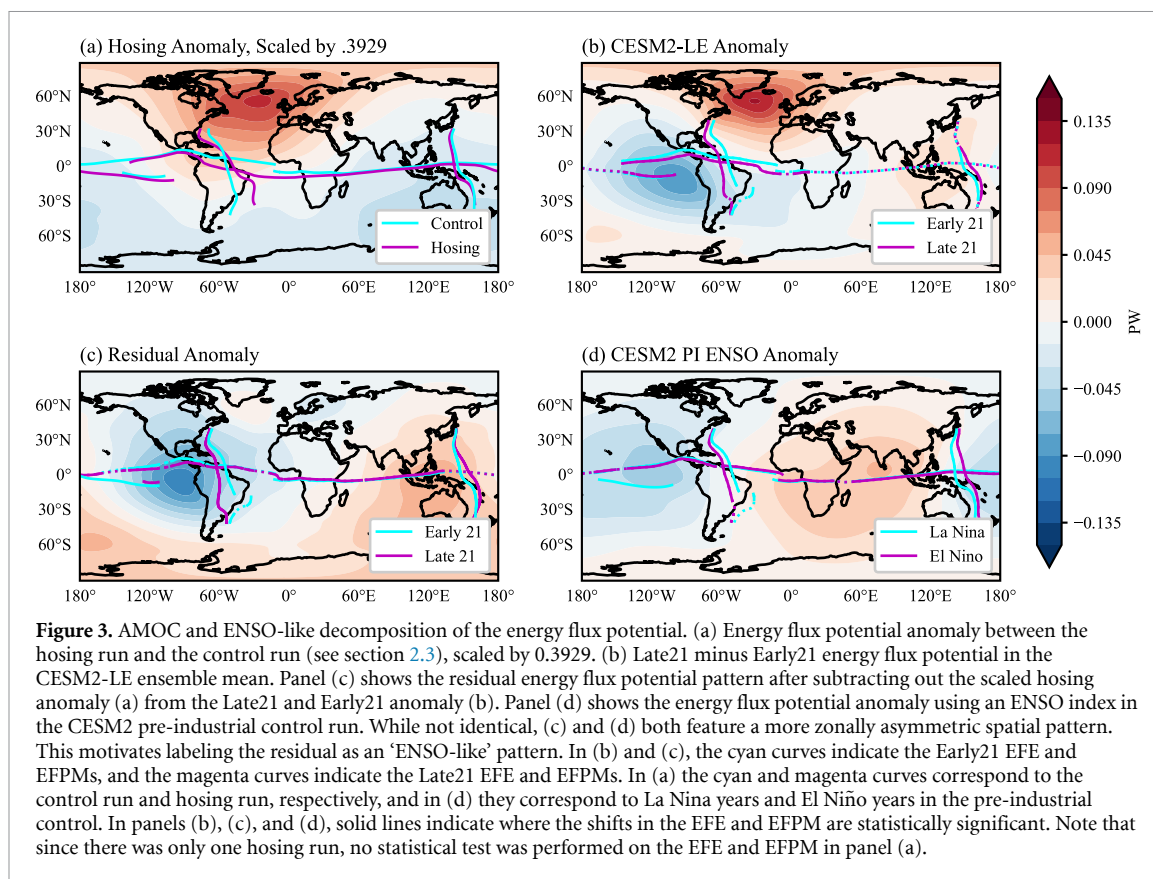 (a) Hosing Anomaly, Scaled by .3929
60°N
30°N
0°
30°S
60°S
180°
120°W
60°W
0°
60°E
120°E
180°
Control
Hosing
(b) CESM2-LE Anomaly
60°N
30°N
0°
30°S
60°S
180°
120°W
60°W
0°
60°E
120°E
180°
Early 21
Late 21
(c) Residual Anomaly
60°N
30°N
0°
30°S
60°S
180°
120°W
60°W
0°
60°E
120°E
180°
Early 21
Late 21
(d) CESM2 PI ENSO Anomaly
60°N
30°N
0°
30°S
60°S
180°
120°W
60°W
0°
60°E
120°E
180°
La Nina
El Nino
0.135
0.090
0.045
0.000
−0.045
−0.090
−0.135
PW
Figure 3. AMOC and ENSO-like decomposition of the energy flux potential. (a) Energy flux potential anomaly between the
hosing run and the control run (see section 2.3), scaled by 0.3929. (b) Late21 minus Early21 energy flux potential in the
CESM2-LE ensemble mean. Panel (c) shows the residual energy flux potential pattern after subtracting out the scaled hosing
anomaly (a) from the Late21 and Early21 anomaly (b). Panel (d) shows the energy flux potential anomaly using an ENSO index in
the CESM2 pre-industrial control run. While not identical, (c) and (d) both feature a more zonally asymmetric spatial pattern.
This motivates labeling the residual as an ‘ENSO-like’ pattern. In (b) and (c), the cyan curves indicate the Early21 EFE and
EFPMs, and the magenta curves indicate the Late21 EFE and EFPMs. In (a) the cyan and magenta curves correspond to the
control run and hosing run, respectively, and in (d) they correspond to La Nina years and El Niño years in the pre-industrial
control. In panels (b), (c), and (d), solid lines indicate where the shifts in the EFE and EFPM are statistically significant. Note that
since there was only one hosing run, no statistical test was performed on the EFE and EFPM in panel (a).